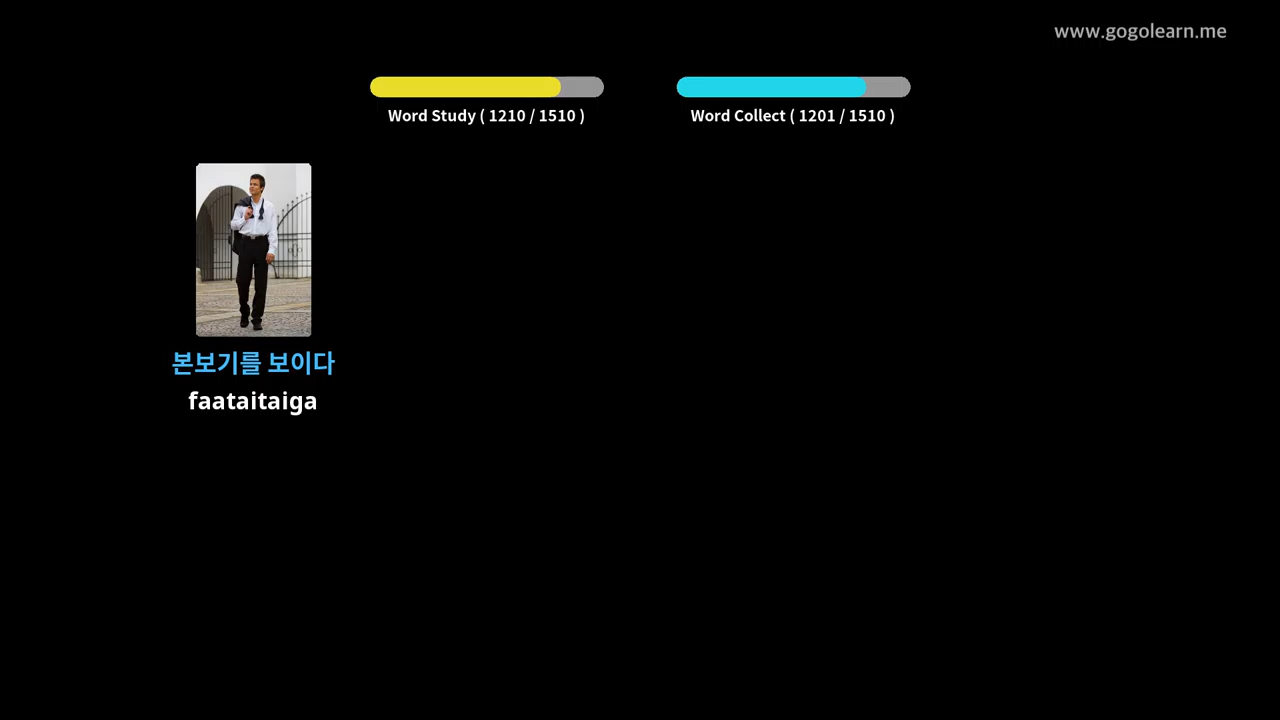 www.gogolearn.me
Word Study ( 1210 / 1510 )
Word Collect ( 1201 / 1510 )
본보기를 보이다
faataitaiga